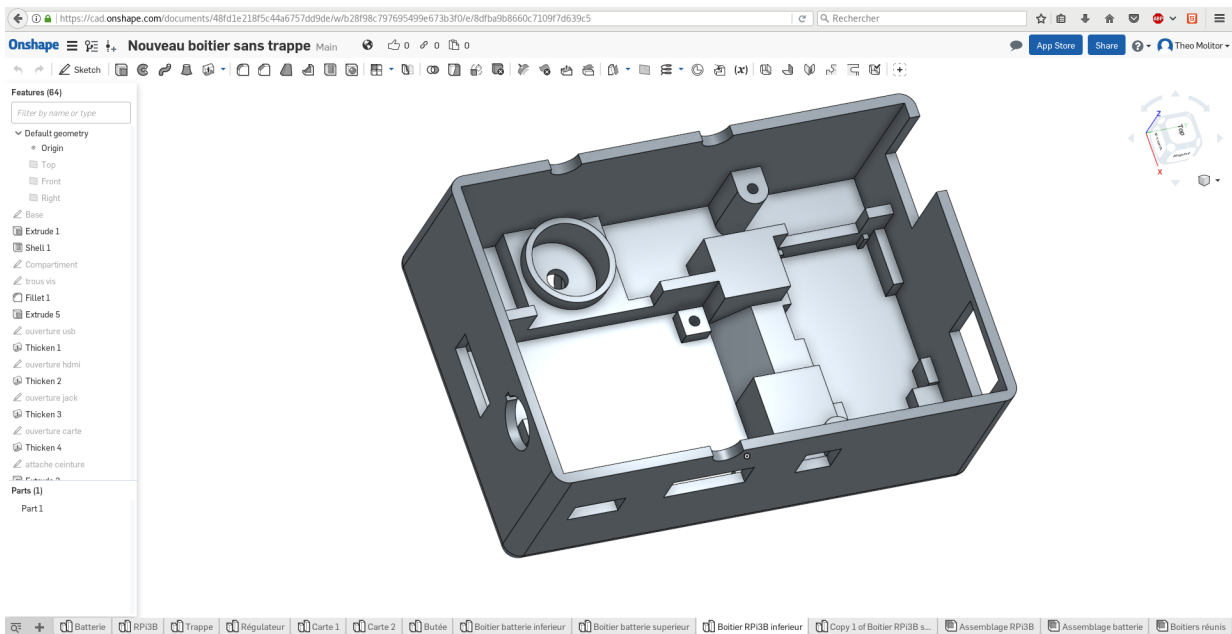 https://cad.onshape.com/documents/48fd1e218f5c44a6757dd9de/w/b28f98c797695499e673b3f0/e/8dfba9b8660c7109f7d639c5
Rechercher
ABP
Onshape Nouveau boitier sans trappe Main 0 0 0 App Store Share Theo Molitor
Sketch (x)
Features (64)
Filter by name or type
Default geometry
Origin
Top
Front
Right
Base
Extrude 1
Shell 1
Compartiment
trous vis
Fillet 1
Extrude 5
ouverture usb
Thicken 1
ouverture hdmi
Thicken 2
ouverture jack
Thicken 3
ouverture carte
Thicken 4
attache ceinture
Parts (1)
Part 1
Z
Top
X
Batterie RPi3B Trappe Régulateur Carte 1 Carte 2 Butée Boitier batterie inferieur Boitier batterie superieur Boitier RPi3B inferieur Copy 1 of Boitier RPi3B s... Assemblage RPi3B Assemblage batterie Boitiers réunis